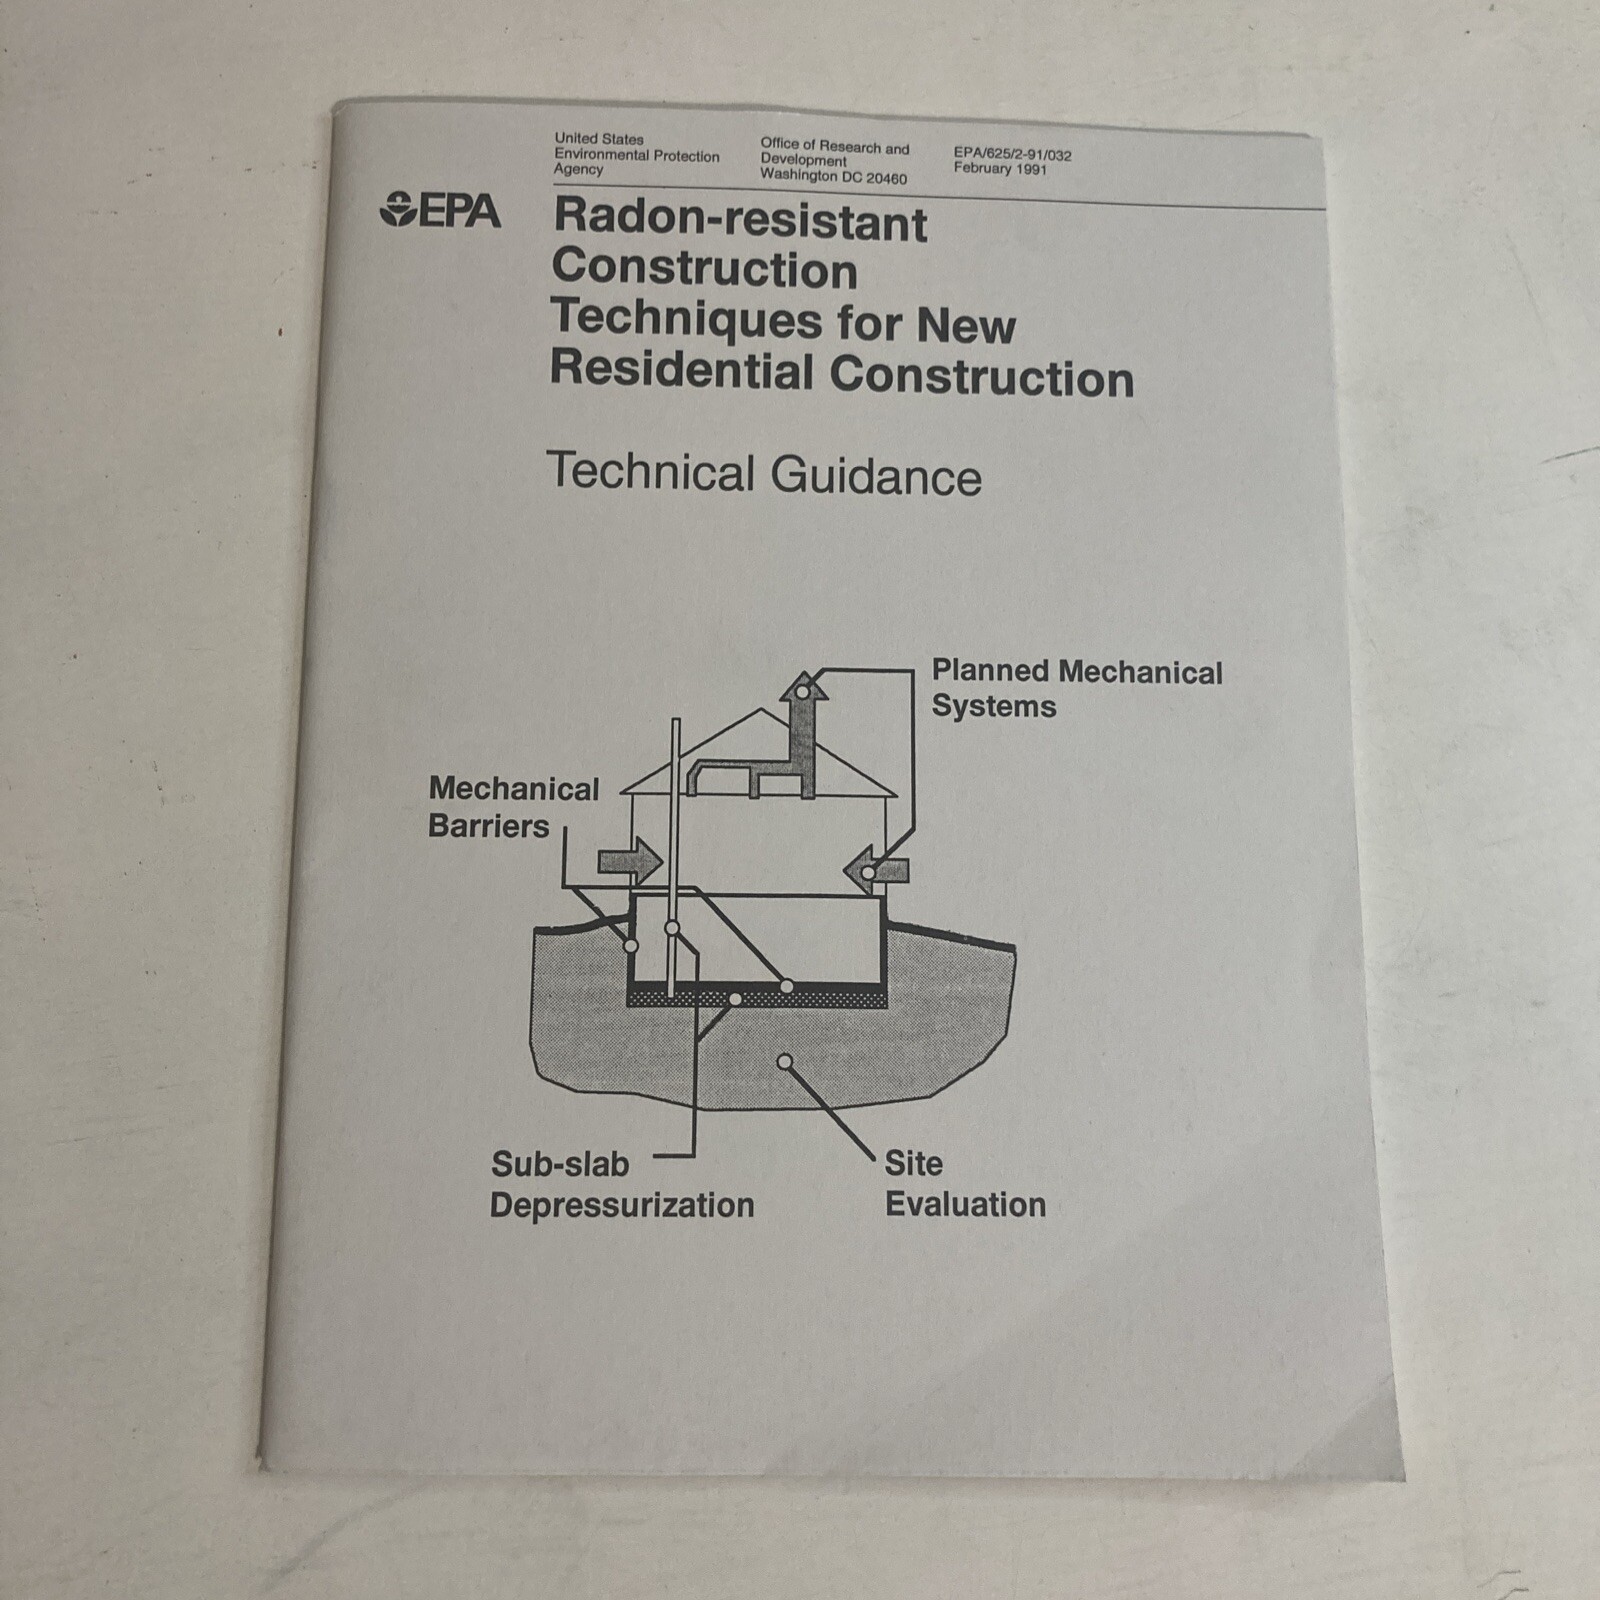 United States
Environmental Protection
Agency
Office of Research and
Development
Washington DC 20460
EPA/625/2-91/032
February 1991
EPA
Radon-resistant
Construction
Techniques for New
Residential Construction
Technical Guidance
Planned Mechanical
Systems
Mechanical
Barriers
Sub-slab
Depressurization
Site
Evaluation